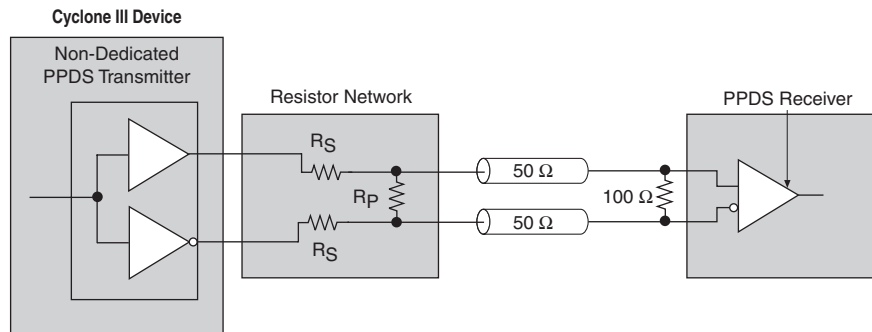 Cyclone III Device
Non-Dedicated
PPDS Transmitter
Resistor Network
PPDS Receiver
RS
50 Ω
RP
100 Ω
50 Ω
RS